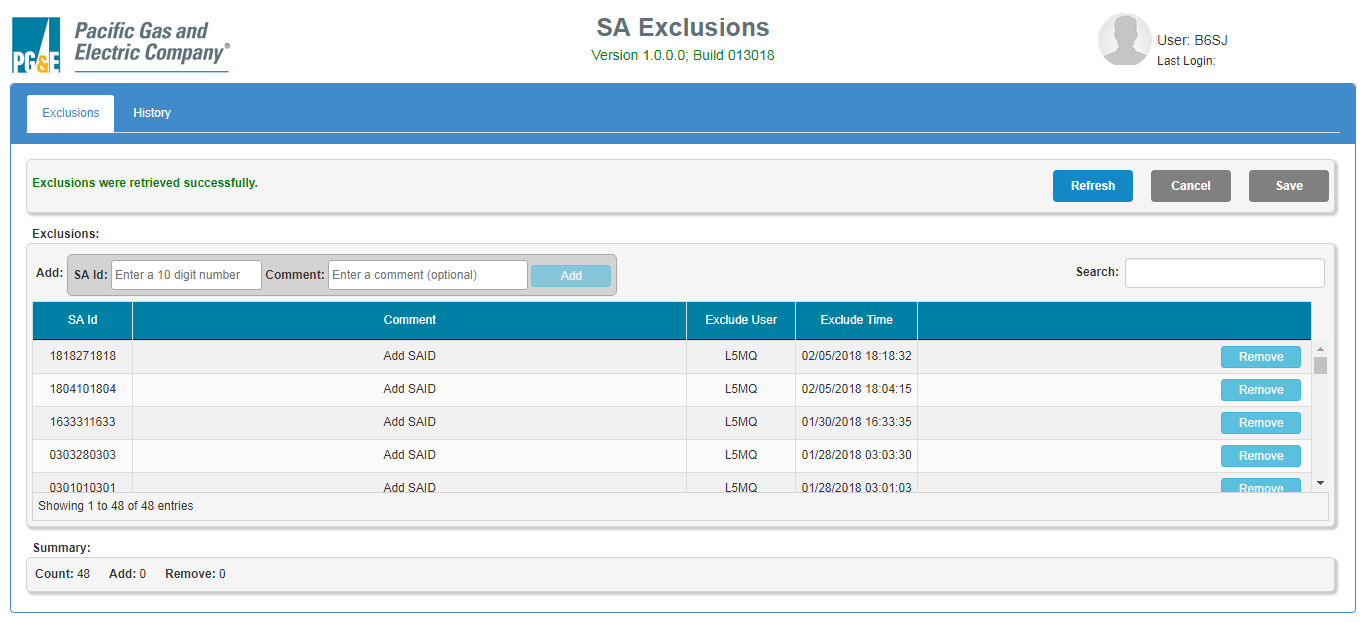 PG&E Pacific Gas and
Electric Company®
SA Exclusions
Version 1.0.0.0; Build 013018
User: B6SJ
Last Login:
Exclusions History
Exclusions were retrieved successfully. Refresh Cancel Save
Exclusions:
Add: SA Id: Enter a 10 digit number Comment: Enter a comment (optional) Add Search:
SA Id Comment Exclude User Exclude Time
1818271818 Add SAID L5MQ 02/05/2018 18:18:32 Remove
1804101804 Add SAID L5MQ 02/05/2018 18:04:15 Remove
1633311633 Add SAID L5MQ 01/30/2018 16:33:35 Remove
0303280303 Add SAID L5MQ 01/28/2018 03:03:30 Remove
0301010301 Add SAID L5MQ 01/28/2018 03:01:03 Remove
Showing 1 to 48 of 48 entries
Summary:
Count: 48 Add: 0 Remove: 0